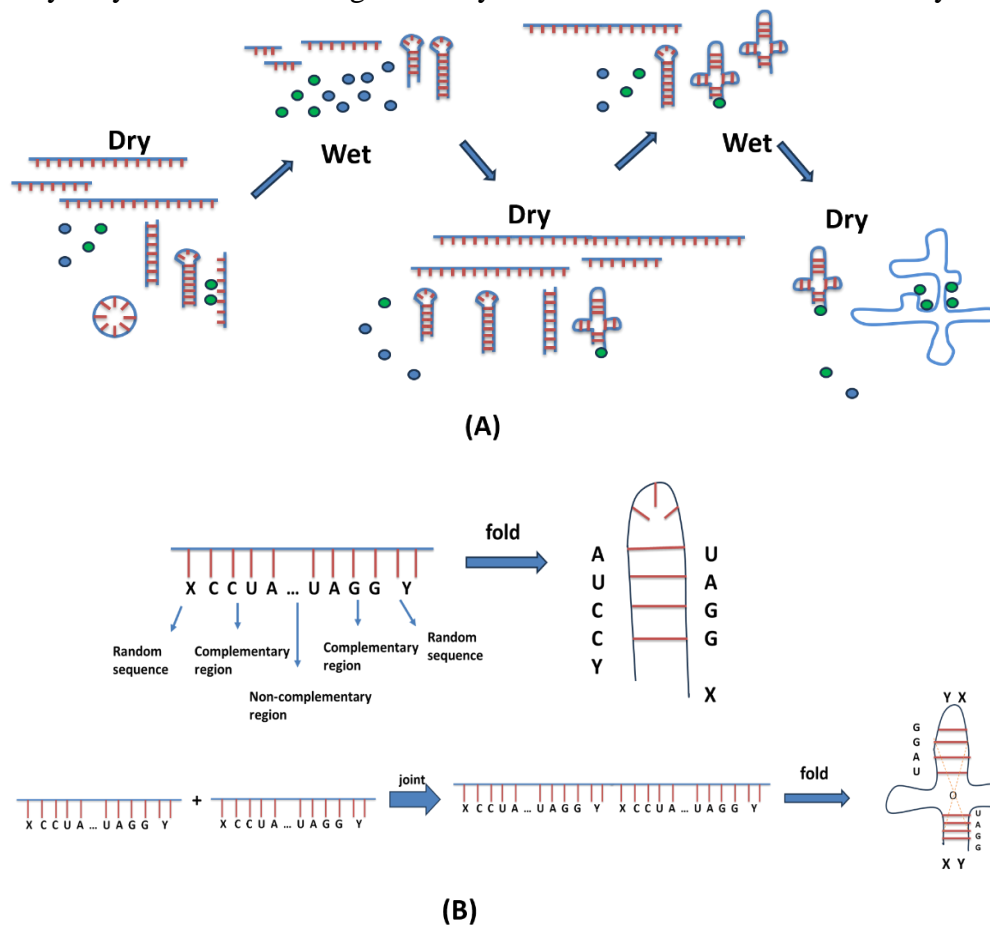 Dry
Wet
Dry
Wet
Dry
(A)
X C C U A ... U A G G Y
Random sequence
Complementary region
Non-complementary region
Complementary region
Random sequence
fold
A U
U A
C G
C G
Y
X
X C C U A ... U A G G Y
+
X C C U A ... U A G G Y
joint
X C C U A ... U A G G Y X C C U A ... U A G G Y
fold
Y X
G
G
A
U
O
U
A
G
G
X Y
(B)